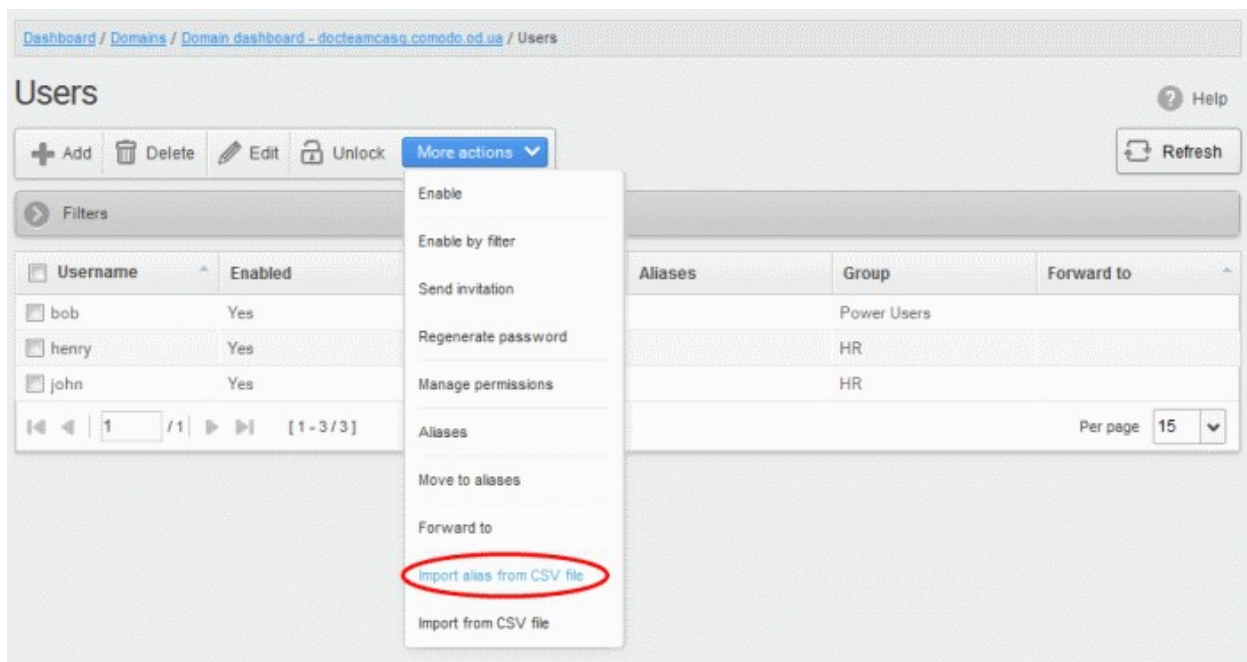 Dashboard / Domains / Domain dashboard - docteamcasg.comodo.od.ua / Users
Users
Help
Add Delete Edit Unlock More actions
Refresh
Filters
Enable
Enable by filter
Send invitation
Regenerate password
Manage permissions
Aliases
Move to aliases
Forward to
Import alias from CSV file
Import from CSV file
Username Enabled Aliases Group Forward to
bob Yes Power Users
henry Yes HR
john Yes HR
1 / 1 [ 1 - 3 / 3 ] Per page 15